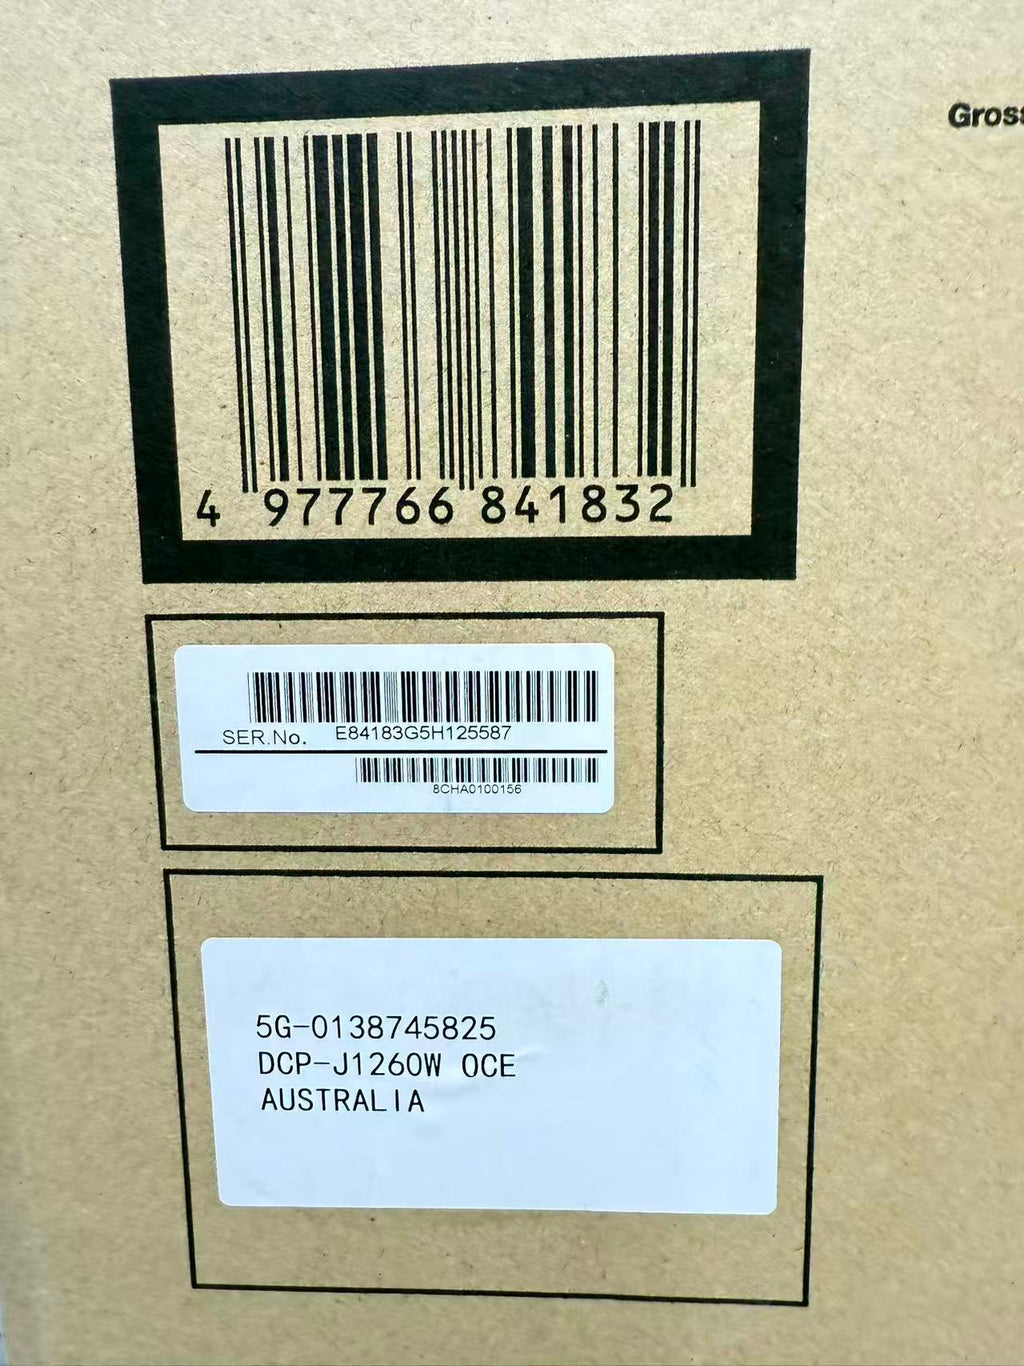 Gross
4 977766 841832
SER.No. E84183G5H125587
8CHA0100156
5G-0138745825
DCP-J1260W OCE
AUSTRALIA